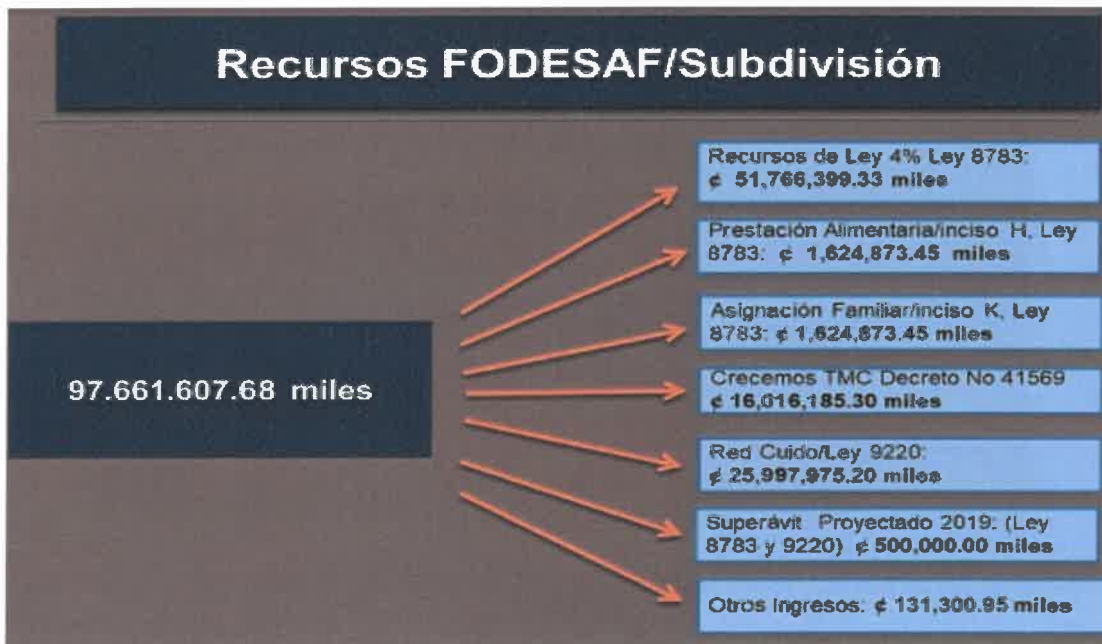 Recursos FODESAF/Subdivisión
97.661.607.68 miles
Recursos de Ley 4% Ley 8783:
¢ 51,766,399.33 miles
Prestación Alimentaria/inciso H, Ley
8783: ¢ 1,624,873.45 miles
Asignación Familiar/inciso K, Ley
8783: ¢ 1,624,873.45 miles
Crecemos TMC Decreto No 41569
¢ 16,016,185.30 miles
Red Cuido/Ley 9220:
¢ 25,997,975.20 miles
Superávit Proyectado 2019: (Ley
8783 y 9220) ¢ 500,000.00 miles
Otros Ingresos: ¢ 131,300.95 miles